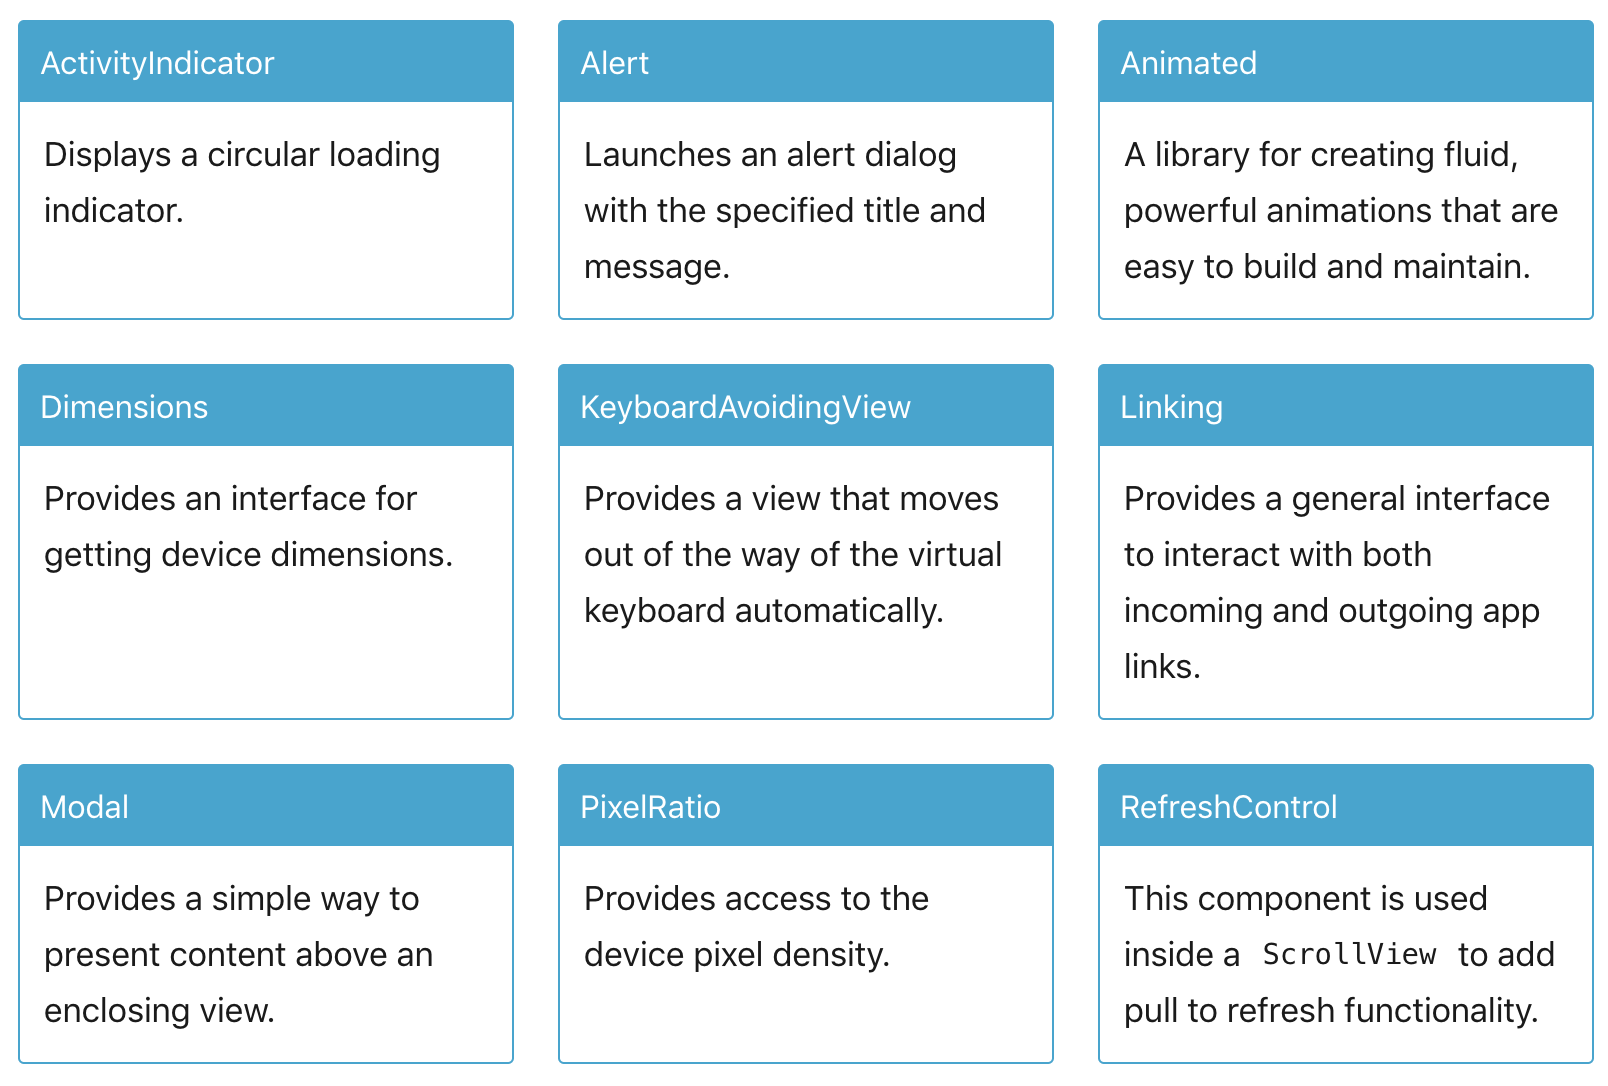 ActivityIndicator
Displays a circular loading
indicator.
Alert
Launches an alert dialog
with the specified title and
message.
Animated
A library for creating fluid,
powerful animations that are
easy to build and maintain.
Dimensions
Provides an interface for
getting device dimensions.
KeyboardAvoidingView
Provides a view that moves
out of the way of the virtual
keyboard automatically.
Linking
Provides a general interface
to interact with both
incoming and outgoing app
links.
Modal
Provides a simple way to
present content above an
enclosing view.
PixelRatio
Provides access to the
device pixel density.
RefreshControl
This component is used
inside a ScrollView to add
pull to refresh functionality.